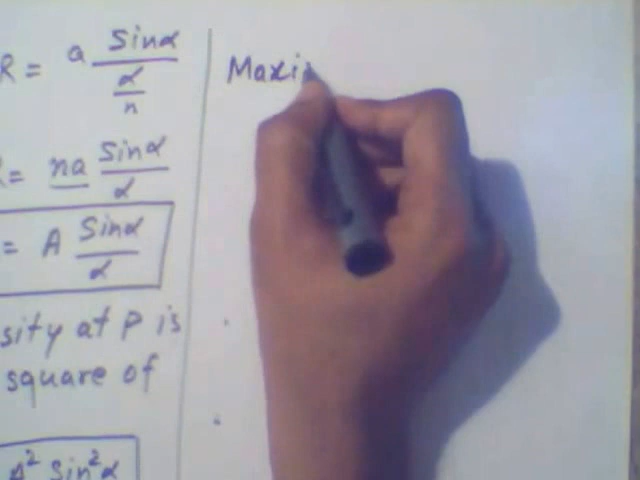 R = a sinα / α/n
= na sinα / α
= A sinα / α
sity at P is
square of
A² sin²α
Maxi